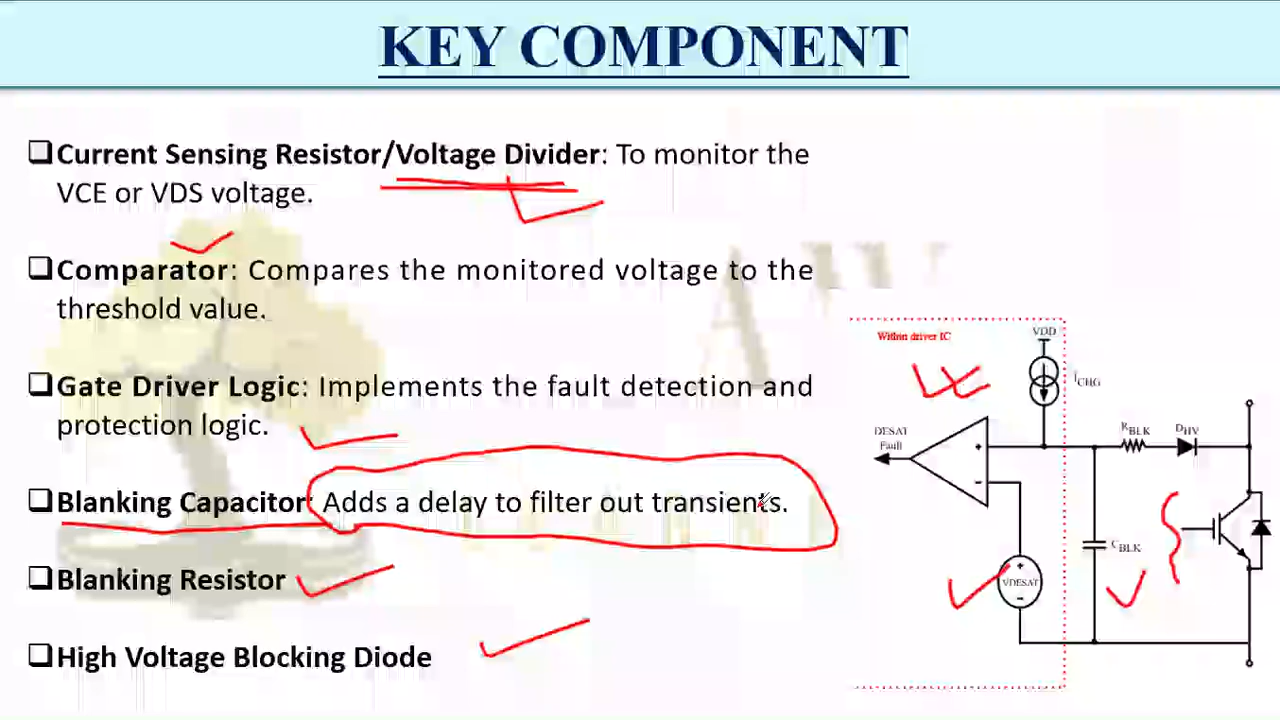 KEY COMPONENT
❑Current Sensing Resistor/Voltage Divider: To monitor the
VCE or VDS voltage.
❑Comparator: Compares the monitored voltage to the
threshold value.
❑Gate Driver Logic: Implements the fault detection and
protection logic.
❑Blanking Capacitor: Adds a delay to filter out transients.
❑Blanking Resistor
❑High Voltage Blocking Diode
Within driver IC
VDD
ICHG
DESAT
Fault
RBLK
DHV
+
-
CBLK
+
VDESAT
-